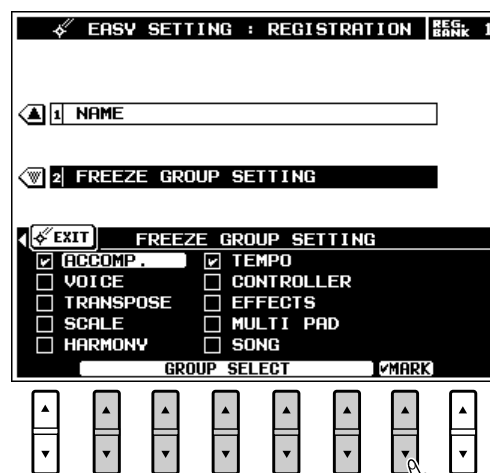 EASY SETTING : REGISTRATION REG. BANK 1
1 NAME
2 FREEZE GROUP SETTING
EXIT FREEZE GROUP SETTING
ACCOMP. TEMPO
VOICE CONTROLLER
TRANSPOSE EFFECTS
SCALE MULTI PAD
HARMONY SONG
GROUP SELECT MARK